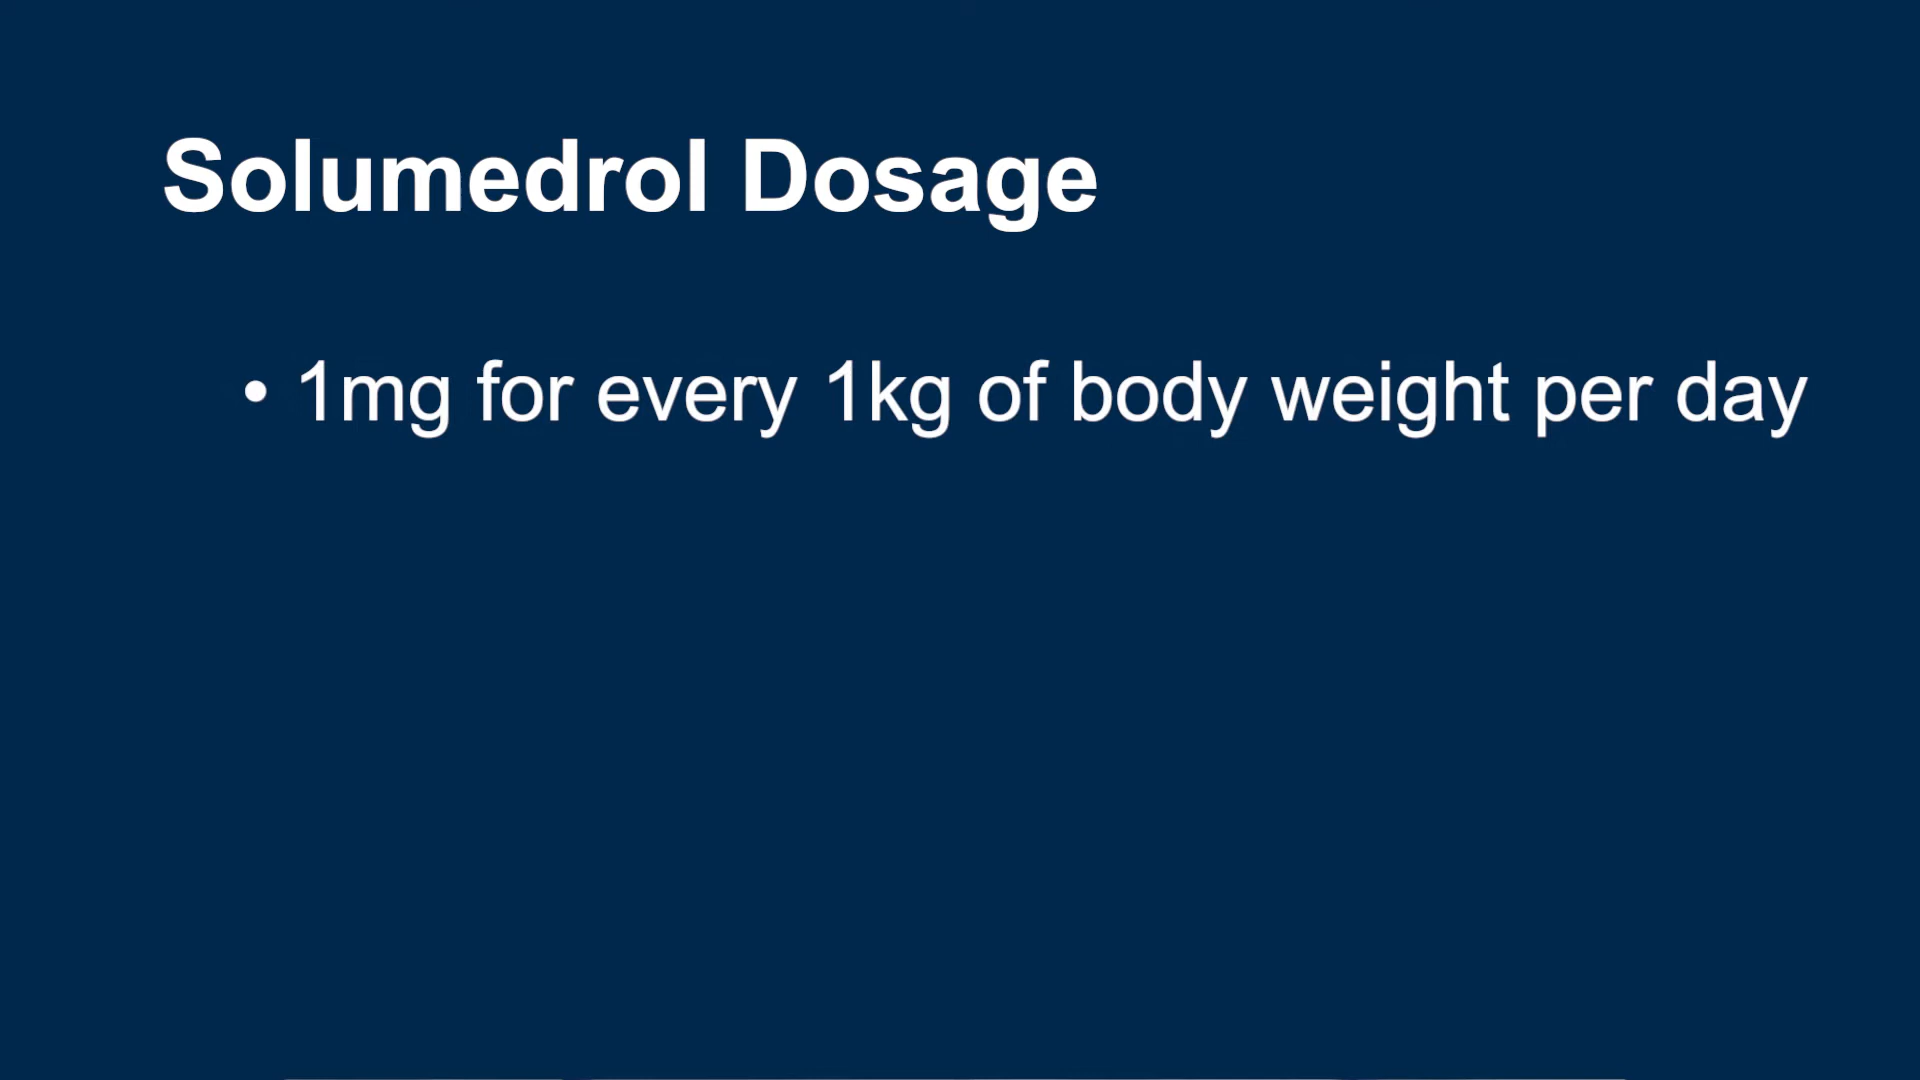 Solumedrol Dosage
• 1mg for every 1kg of body weight per day